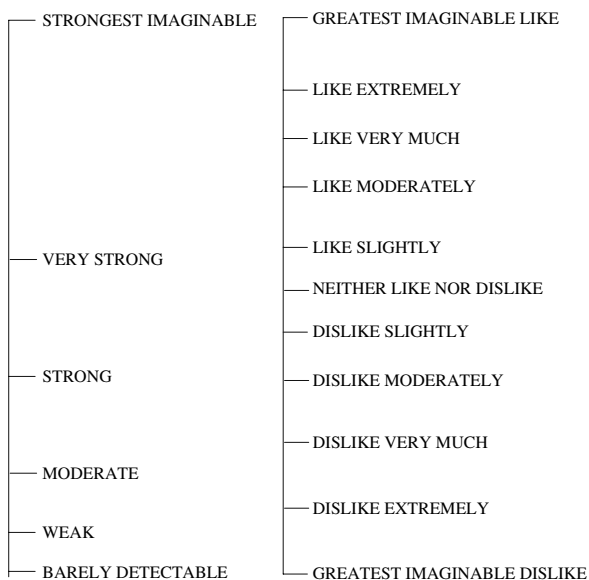 STRONGEST IMAGINABLE
VERY STRONG
STRONG
MODERATE
WEAK
BARELY DETECTABLE
GREATEST IMAGINABLE LIKE
LIKE EXTREMELY
LIKE VERY MUCH
LIKE MODERATELY
LIKE SLIGHTLY
NEITHER LIKE NOR DISLIKE
DISLIKE SLIGHTLY
DISLIKE MODERATELY
DISLIKE VERY MUCH
DISLIKE EXTREMELY
GREATEST IMAGINABLE DISLIKE